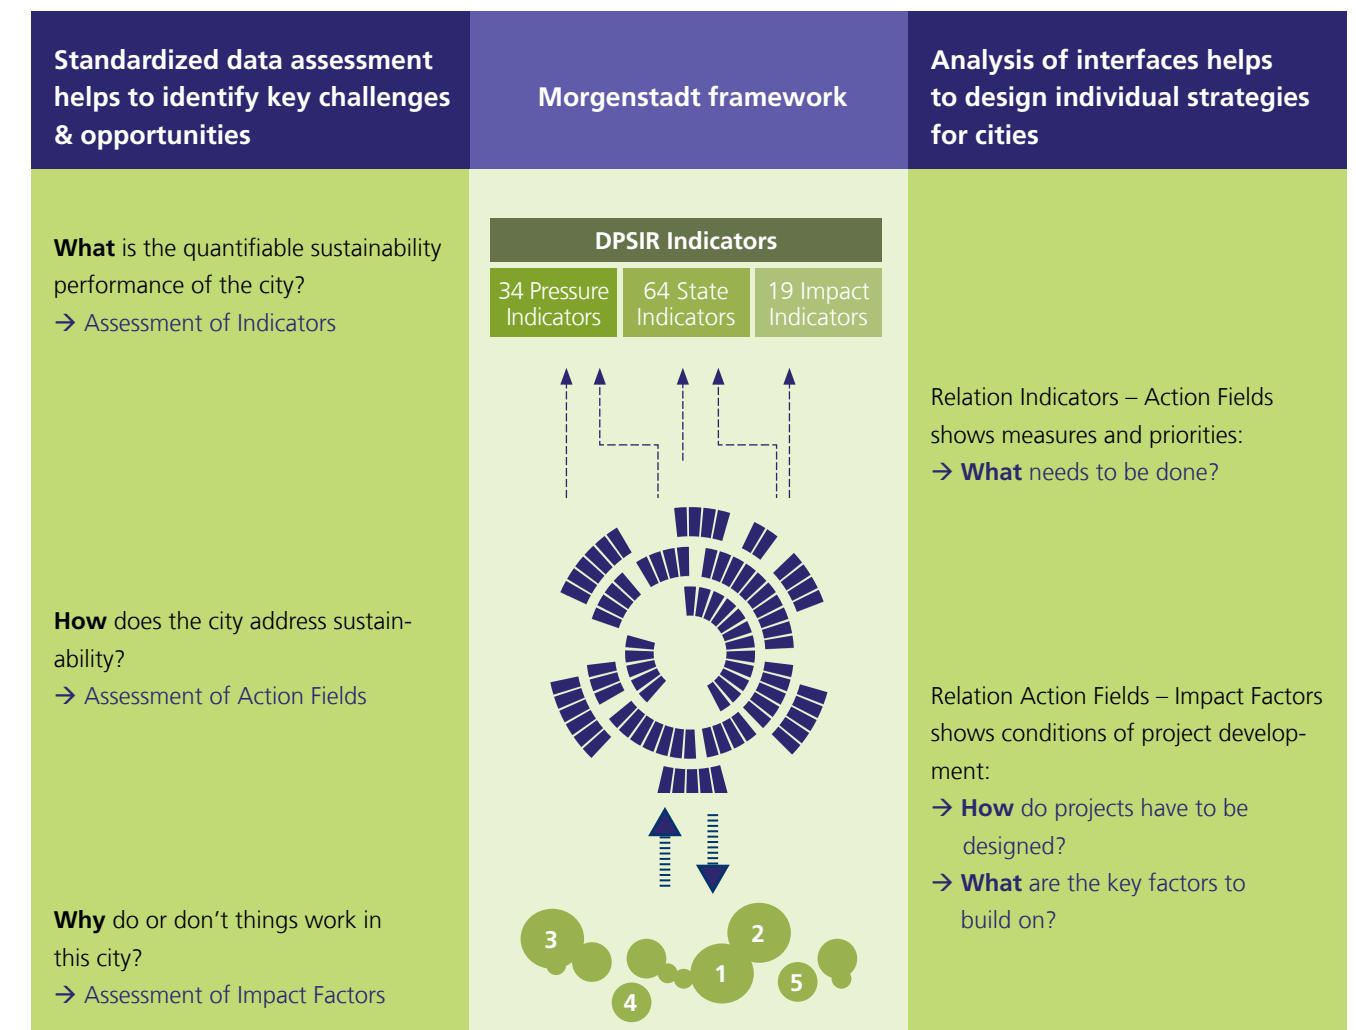 Standardized data assessment
helps to identify key challenges
& opportunities
Morgenstadt framework
Analysis of interfaces helps
to design individual strategies
for cities
What is the quantifiable sustainability
performance of the city?
→ Assessment of Indicators
How does the city address sustain-
ability?
→ Assessment of Action Fields
Why do or don’t things work in
this city?
→ Assessment of Impact Factors
DPSIR Indicators
34 Pressure
Indicators
64 State
Indicators
19 Impact
Indicators
3
2
1
5
4
Relation Indicators – Action Fields
shows measures and priorities:
→ What needs to be done?
Relation Action Fields – Impact Factors
shows conditions of project develop-
ment:
→ How do projects have to be
designed?
→ What are the key factors to
build on?